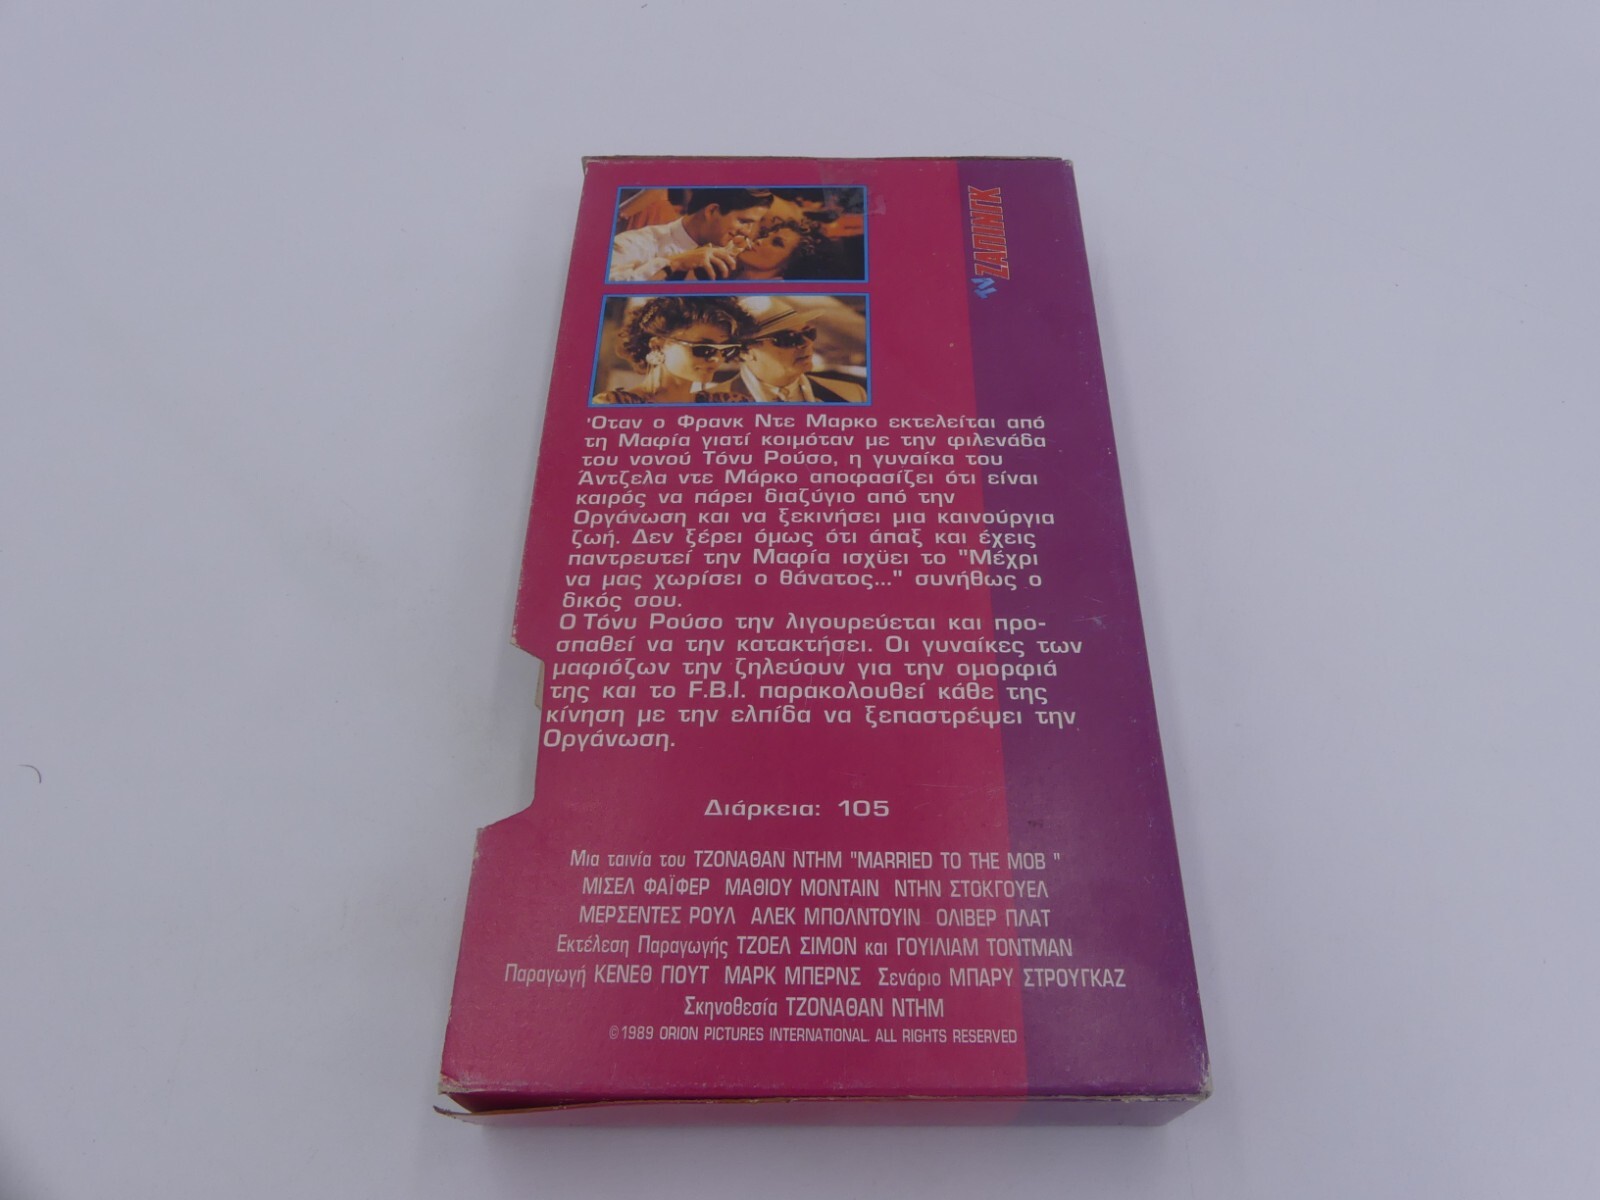 TV ΖΑΠΙΝΓΚ
'Οταν ο Φρανκ Ντε Μαρκο εκτελείται από
τη Μαφία γιατί κοιμόταν με την φιλενάδα
του νονού Τόνυ Ρούσο, η γυναίκα του
Άντζελα ντε Μάρκο αποφασίζει ότι είναι
καιρός να πάρει διαζύγιο από την
Οργάνωση και να ξεκινήσει μια καινούργια
ζωή. Δεν ξέρει όμως ότι άπαξ και έχεις
παντρευτεί την Μαφία ισχϋει το "Μέχρι
να μας χωρίσει ο θάνατος..." συνήθως ο
δικός σου.
Ο Τόνυ Ρούσο την λιγουρεύεται και προ-
σπαθεί να την κατακτήσει. Οι γυναίκες των
μαφιόζων την ζηλεύουν για την ομορφιά
της και το F.B.I. παρακολουθεί κάθε της
κίνηση με την ελπίδα να ξεπαστρέψει την
Οργάνωση.
Διάρκεια: 105
Μια ταινία του ΤΖΟΝΑΘΑΝ ΝΤΗΜ "MARRIED TO THE MOB "
ΜΙΣΕΛ ΦΑΪΦΕΡ ΜΑΘΙΟΥ ΜΟΝΤΑΙΝ ΝΤΗΝ ΣΤΟΚΓΟΥΕΛ
ΜΕΡΣΕΝΤΕΣ ΡΟΥΛ ΑΛΕΚ ΜΠΟΛΝΤΟΥΙΝ ΟΛΙΒΕΡ ΠΛΑΤ
Εκτέλεση Παραγωγής ΤΖΟΕΛ ΣΙΜΟΝ και ΓΟΥΙΛΙΑΜ ΤΟΝΤΜΑΝ
Παραγωγή ΚΕΝΕΘ ΓΙΟΥΤ ΜΑΡΚ ΜΠΕΡΝΣ Σενάριο ΜΠΑΡΥ ΣΤΡΟΥΓΚΑΖ
Σκηνοθεσία ΤΖΟΝΑΘΑΝ ΝΤΗΜ
©1989 ORION PICTURES INTERNATIONAL. ALL RIGHTS RESERVED